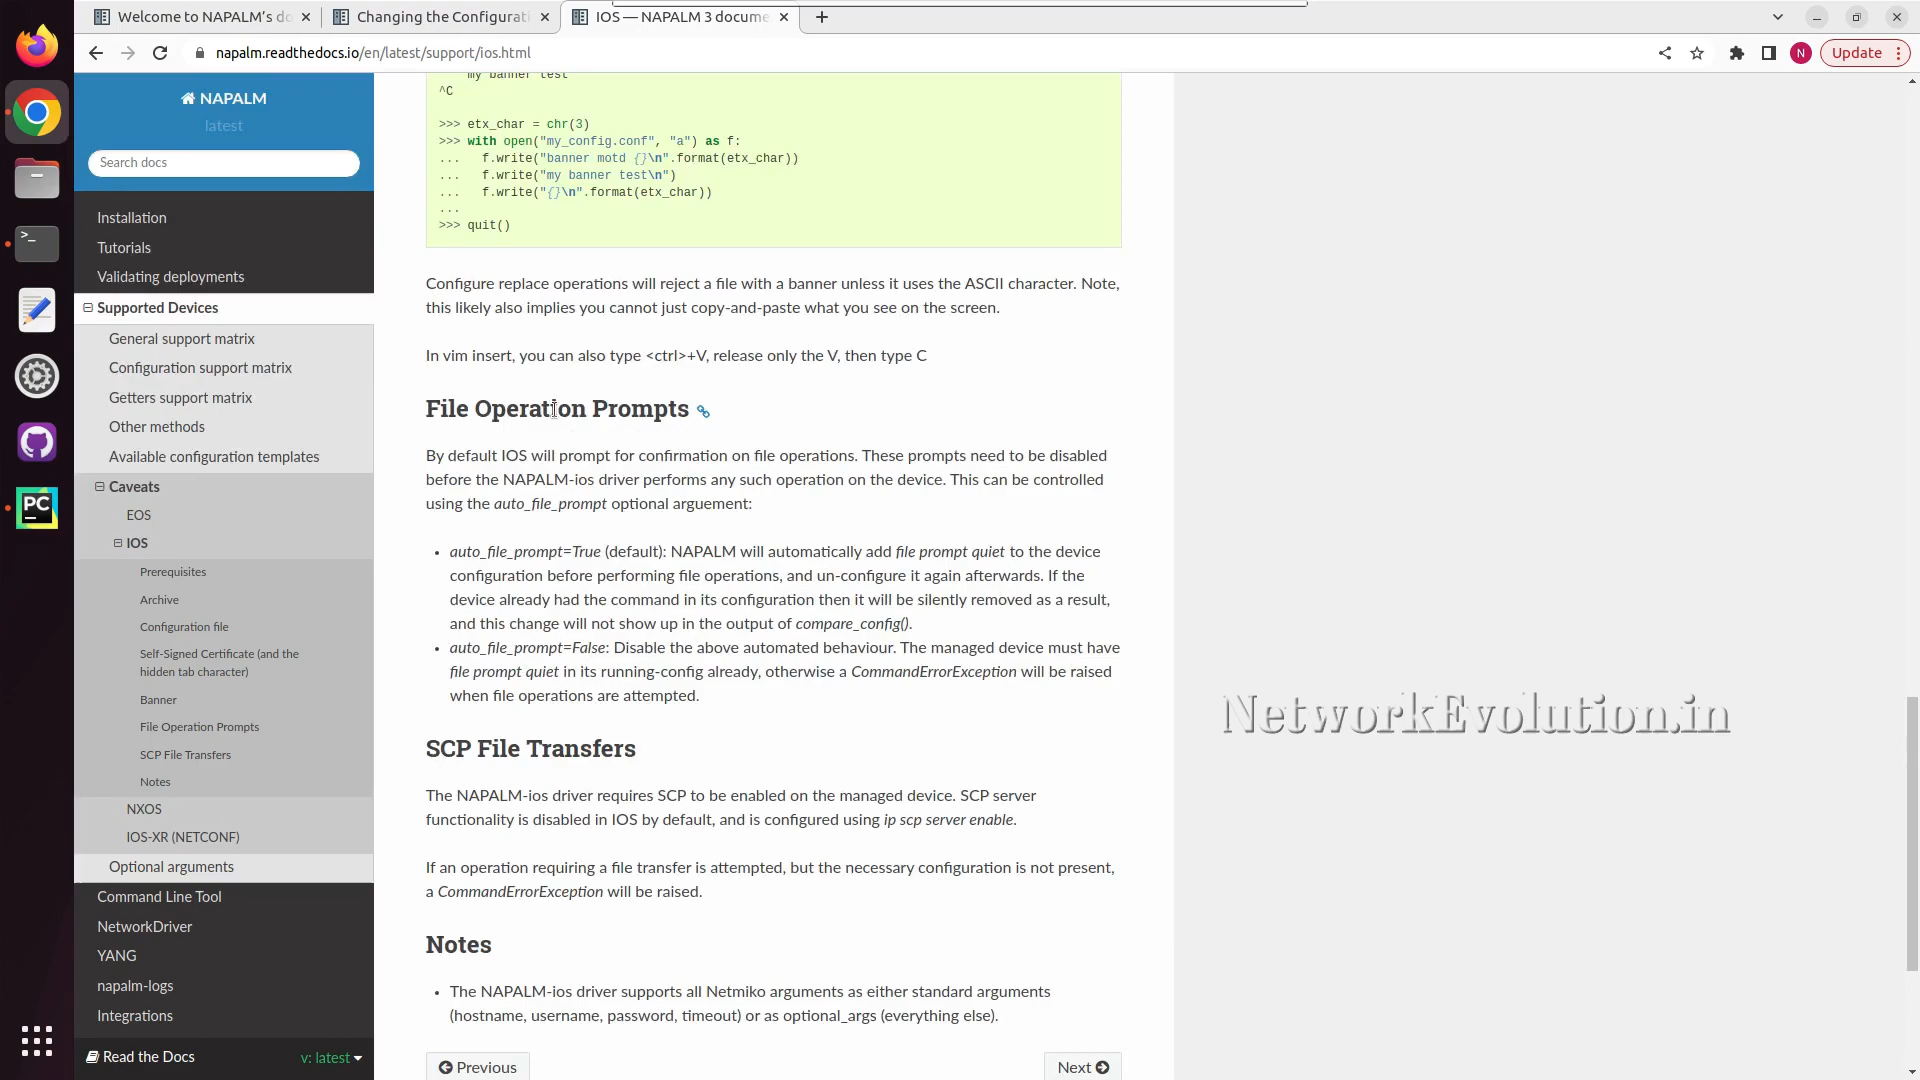 Welcome to NAPALM's do
Changing the Configurat
IOS — NAPALM 3 docume
napalm.readthedocs.io/en/latest/support/ios.html
N
Update
NAPALM
latest
Search docs
Installation
Tutorials
Validating deployments
Supported Devices
General support matrix
Configuration support matrix
Getters support matrix
Other methods
Available configuration templates
Caveats
EOS
IOS
Prerequisites
Archive
Configuration file
Self-Signed Certificate (and the
hidden tab character)
Banner
File Operation Prompts
SCP File Transfers
Notes
NXOS
IOS-XR (NETCONF)
Optional arguments
Command Line Tool
NetworkDriver
YANG
napalm-logs
Integrations
Read the Docs
v: latest
my banner test
^C
>>> etx_char = chr(3)
>>> with open("my_config.conf", "a") as f:
...   f.write("banner motd {}\n".format(etx_char))
...   f.write("my banner test\n")
...   f.write("{}\n".format(etx_char))
...
>>> quit()
Configure replace operations will reject a file with a banner unless it uses the ASCII character. Note,
this likely also implies you cannot just copy-and-paste what you see on the screen.
In vim insert, you can also type <ctrl>+V, release only the V, then type C
File Operation Prompts
By default IOS will prompt for confirmation on file operations. These prompts need to be disabled
before the NAPALM-ios driver performs any such operation on the device. This can be controlled
using the auto_file_prompt optional arguement:
• auto_file_prompt=True (default): NAPALM will automatically add file prompt quiet to the device
configuration before performing file operations, and un-configure it again afterwards. If the
device already had the command in its configuration then it will be silently removed as a result,
and this change will not show up in the output of compare_config().
• auto_file_prompt=False: Disable the above automated behaviour. The managed device must have
file prompt quiet in its running-config already, otherwise a CommandErrorException will be raised
when file operations are attempted.
SCP File Transfers
The NAPALM-ios driver requires SCP to be enabled on the managed device. SCP server
functionality is disabled in IOS by default, and is configured using ip scp server enable.
If an operation requiring a file transfer is attempted, but the necessary configuration is not present,
a CommandErrorException will be raised.
Notes
• The NAPALM-ios driver supports all Netmiko arguments as either standard arguments
(hostname, username, password, timeout) or as optional_args (everything else).
Previous
Next
NetworkEvolution.in
>_
PC